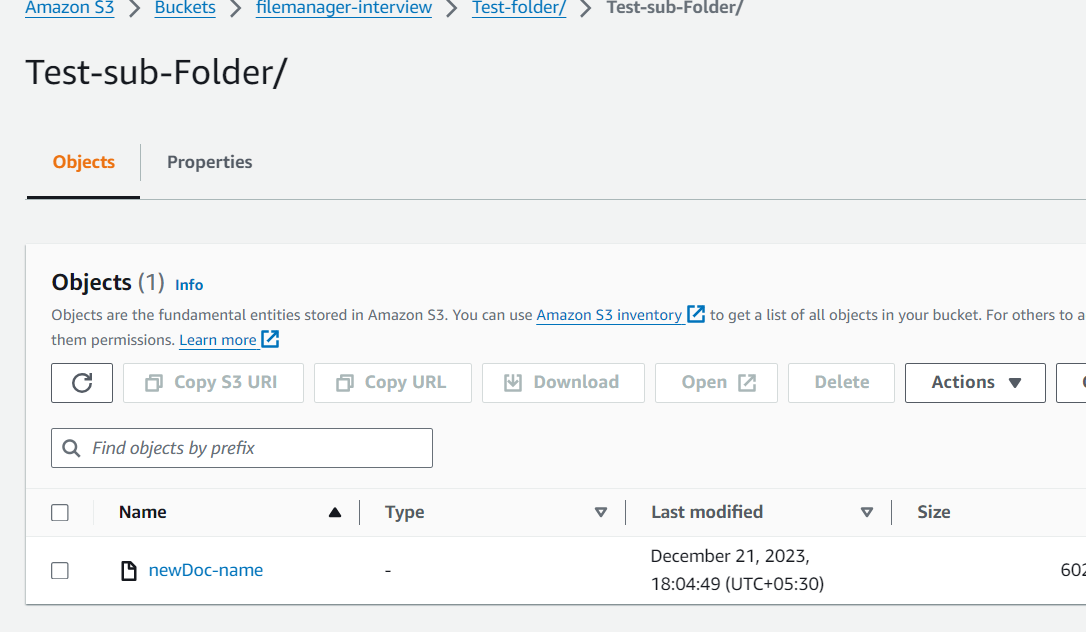 Amazon S3 > Buckets > filemanager-interview > Test-folder/ > Test-sub-Folder/
Test-sub-Folder/
Objects Properties
Objects (1) Info
Objects are the fundamental entities stored in Amazon S3. You can use Amazon S3 inventory to get a list of all objects in your bucket. For others to a
them permissions. Learn more
Copy S3 URI Copy URL Download Open Delete Actions
Find objects by prefix
Name Type Last modified Size
newDoc-name - December 21, 2023, 602
18:04:49 (UTC+05:30)